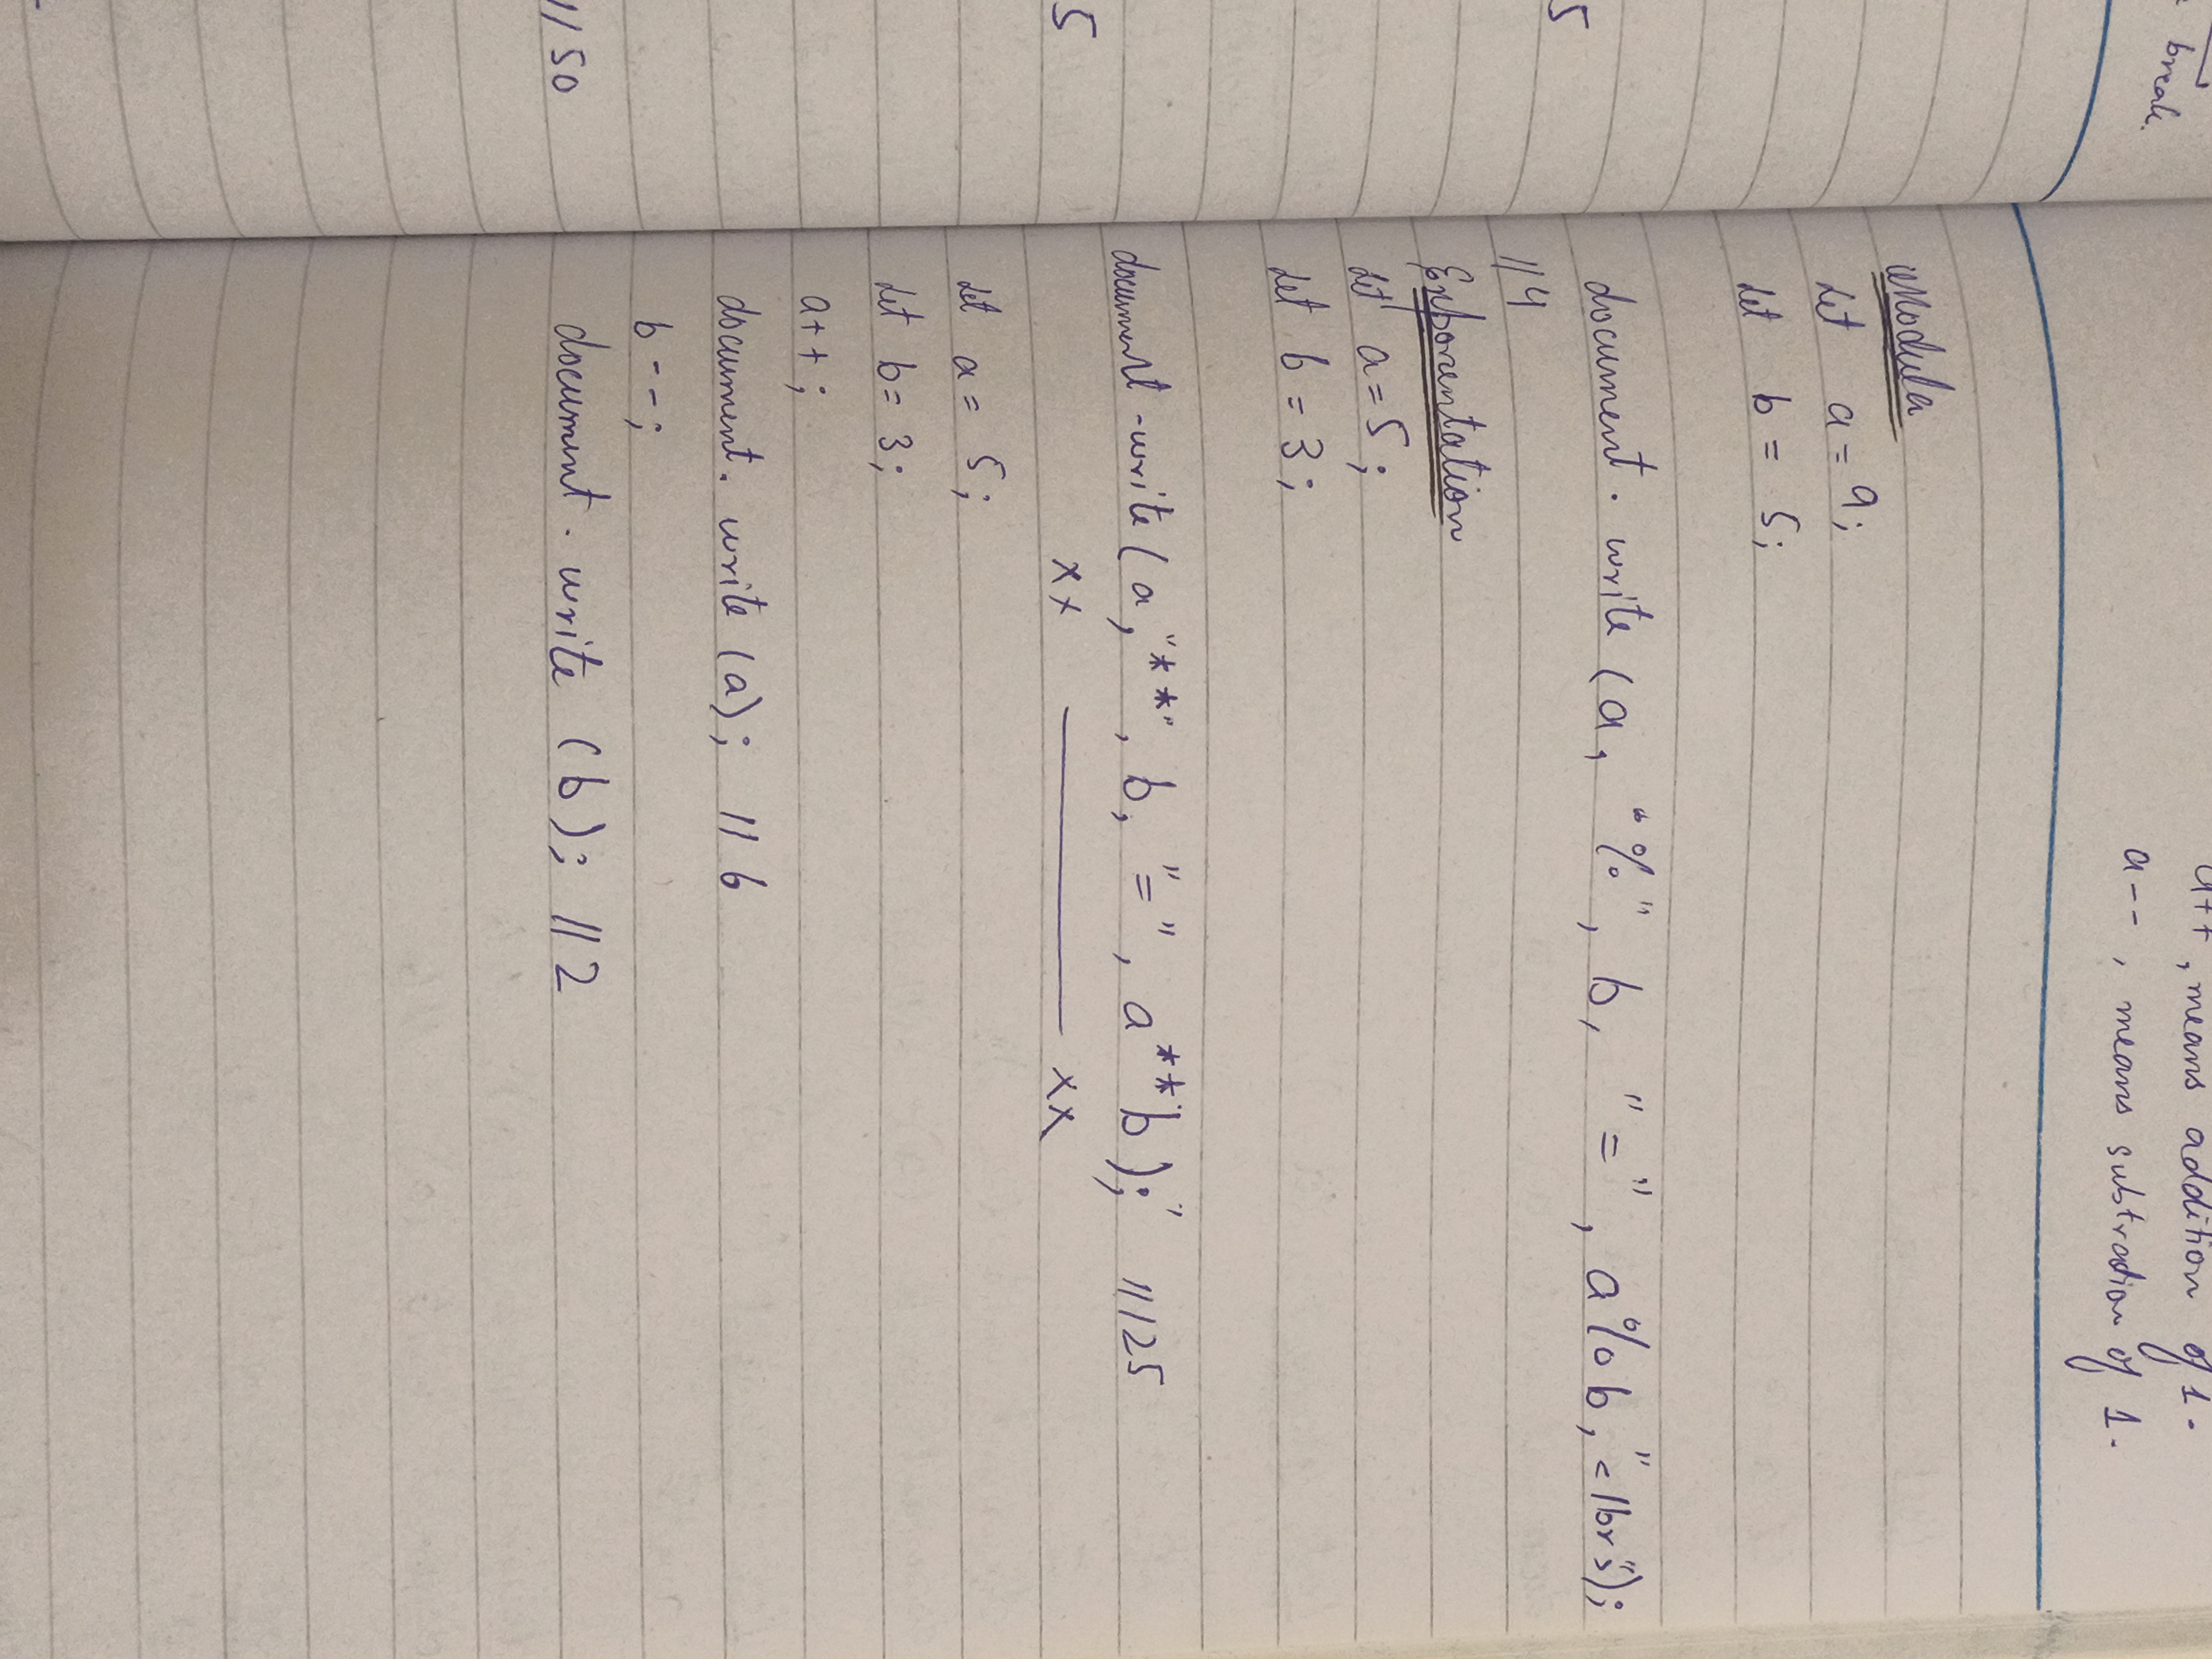 break.
5
5
// 50
a++ , means addition of 1.
a-- , means subtration of 1.
Modula
Let a = 9;
Let b = 5;
document. write (a, "%", b, "=", a%b, "</br>");
//4
Exponentation
Let a = 5;
Let b = 3;
document.write (a, "**", b, "=", a**b); //125
xx ——— xx
Let a = 5;
Let b = 3;
a++;
document. write (a); // 6
b--;
document. write (b); // 2